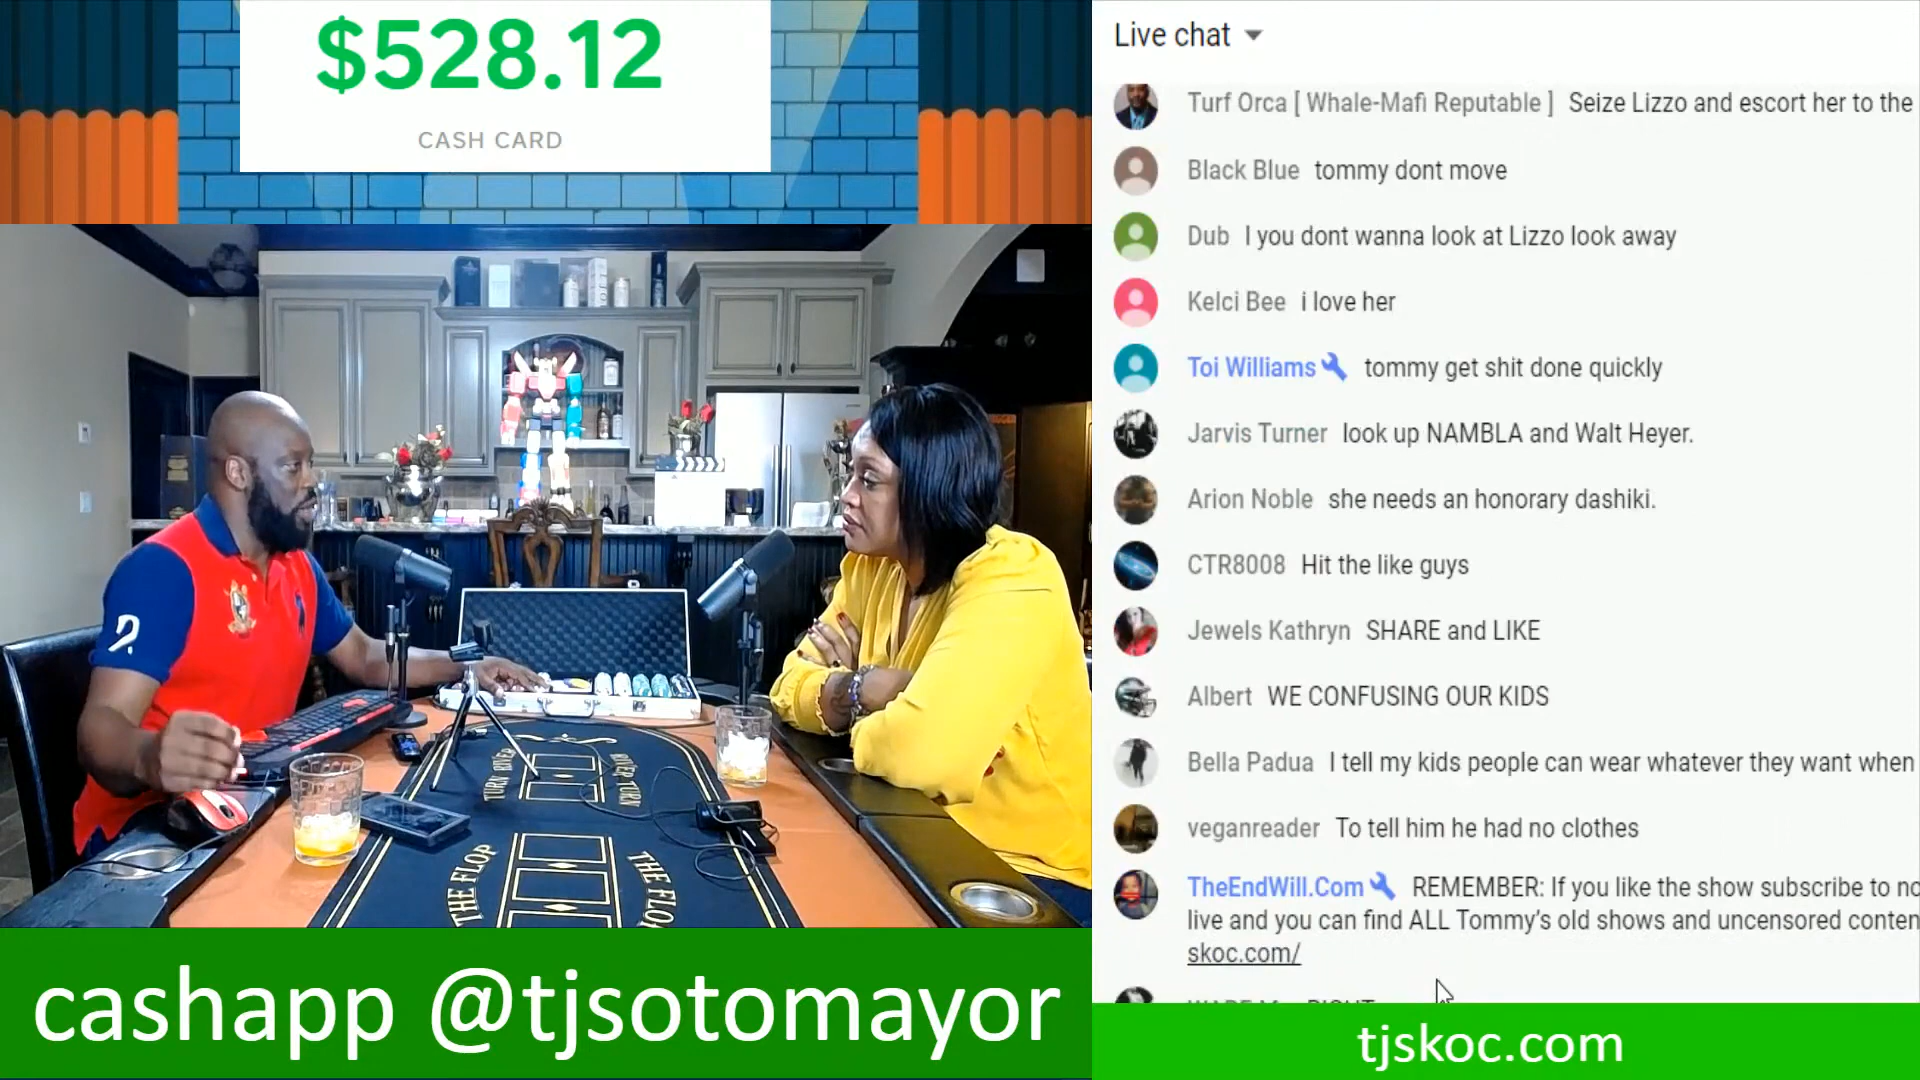 $528.12
CASH CARD
TURN RIVER
RIVER TURN
THE FLOP
THE FLOP
cashapp @tjsotomayor
Live chat
Turf Orca [ Whale-Mafi Reputable ] Seize Lizzo and escort her to the
Black Blue tommy dont move
Dub I you dont wanna look at Lizzo look away
Kelci Bee i love her
Toi Williams tommy get shit done quickly
Jarvis Turner look up NAMBLA and Walt Heyer.
Arion Noble she needs an honorary dashiki.
CTR8008 Hit the like guys
Jewels Kathryn SHARE and LIKE
Albert WE CONFUSING OUR KIDS
Bella Padua I tell my kids people can wear whatever they want when
veganreader To tell him he had no clothes
TheEndWill.Com REMEMBER: If you like the show subscribe to no
live and you can find ALL Tommy's old shows and uncensored conten
skoc.com/
tjskoc.com